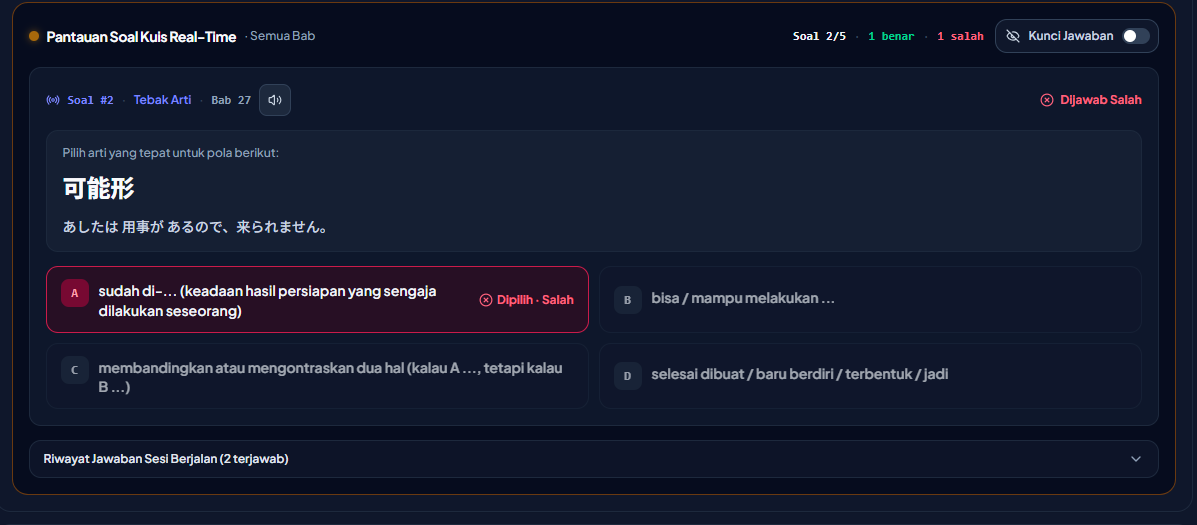 Pantauan Soal Kuis Real-Time · Semua Bab
Soal 2/5 · 1 benar · 1 salah
Kunci Jawaban
Soal #2 · Tebak Arti · Bab 27
Dijawab Salah
Pilih arti yang tepat untuk pola berikut:
可能形
あしたは 用事が あるので、来られません。
A
sudah di-... (keadaan hasil persiapan yang sengaja
dilakukan seseorang)
Dipilih · Salah
B
bisa / mampu melakukan ...
C
membandingkan atau mengontraskan dua hal (kalau A ..., tetapi kalau
B ...)
D
selesai dibuat / baru berdiri / terbentuk / jadi
Riwayat Jawaban Sesi Berjalan (2 terjawab)